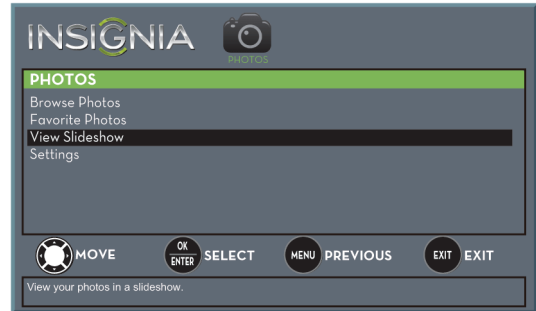 INSIGNIA
PHOTOS
PHOTOS
Browse Photos
Favorite Photos
View Slideshow
Settings
MOVE OK ENTER SELECT MENU PREVIOUS EXIT EXIT
View your photos in a slideshow.